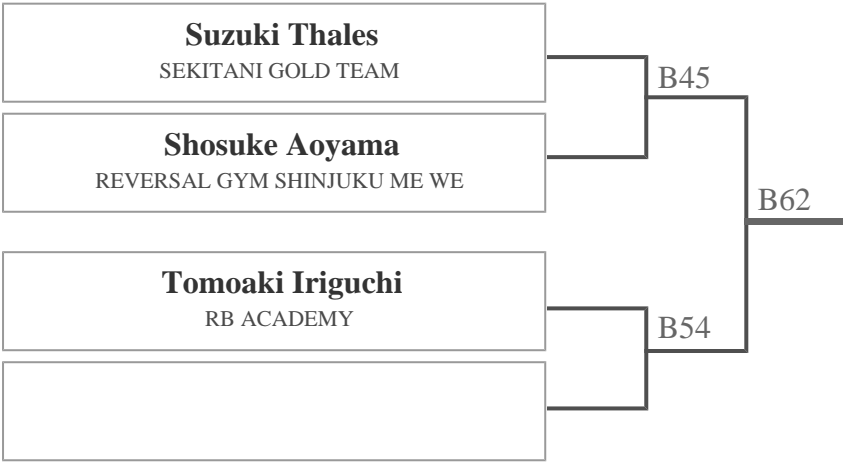 Suzuki Thales
SEKITANI GOLD TEAM
B45
Shosuke Aoyama
REVERSAL GYM SHINJUKU ME WE
B62
Tomoaki Iriguchi
RB ACADEMY
B54